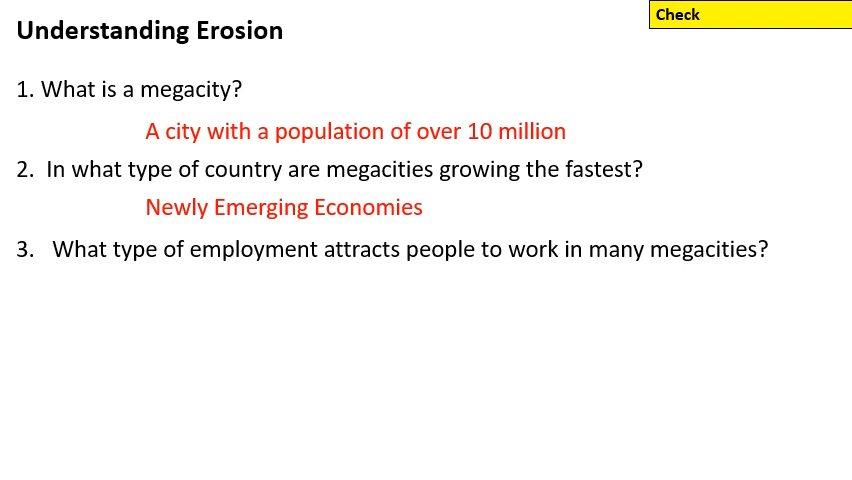 Understanding Erosion
Check
1. What is a megacity?
A city with a population of over 10 million
2. In what type of country are megacities growing the fastest?
Newly Emerging Economies
3. What type of employment attracts people to work in many megacities?